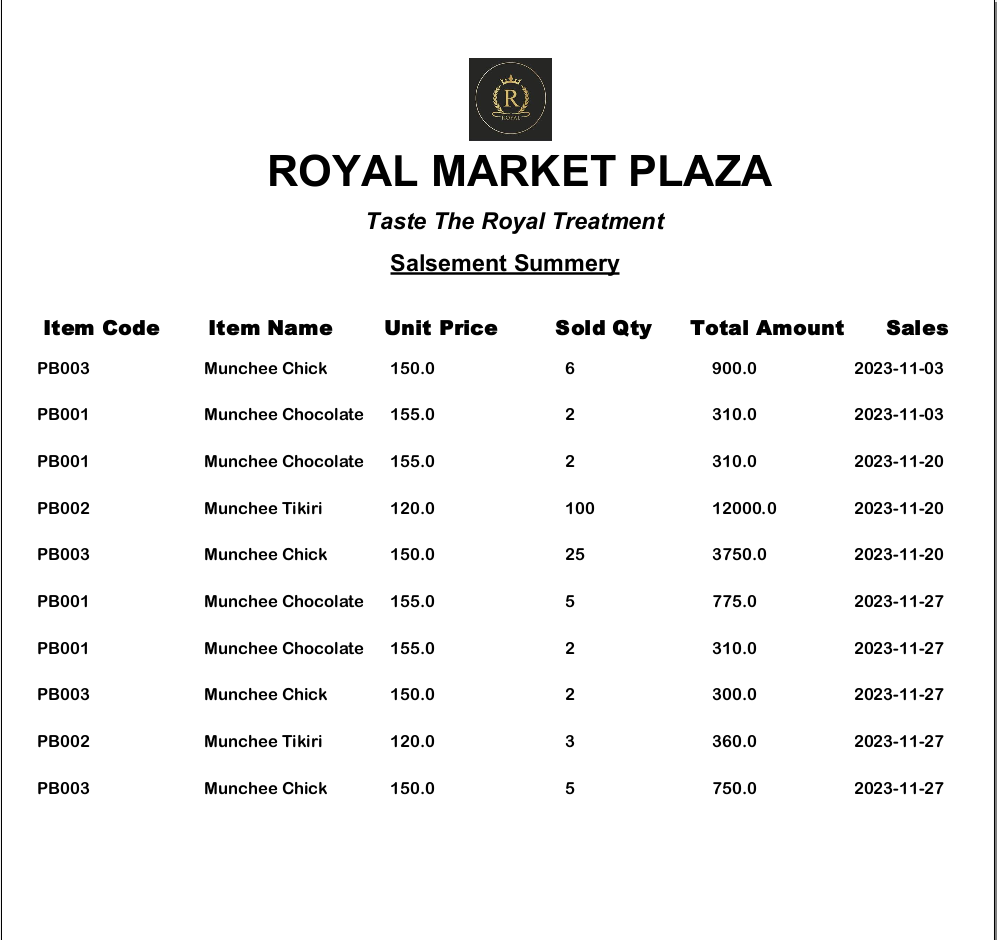 R
ROYAL
ROYAL MARKET PLAZA
Taste The Royal Treatment
Salsement Summery
Item Code Item Name Unit Price Sold Qty Total Amount Sales
PB003 Munchee Chick 150.0 6 900.0 2023-11-03
PB001 Munchee Chocolate 155.0 2 310.0 2023-11-03
PB001 Munchee Chocolate 155.0 2 310.0 2023-11-20
PB002 Munchee Tikiri 120.0 100 12000.0 2023-11-20
PB003 Munchee Chick 150.0 25 3750.0 2023-11-20
PB001 Munchee Chocolate 155.0 5 775.0 2023-11-27
PB001 Munchee Chocolate 155.0 2 310.0 2023-11-27
PB003 Munchee Chick 150.0 2 300.0 2023-11-27
PB002 Munchee Tikiri 120.0 3 360.0 2023-11-27
PB003 Munchee Chick 150.0 5 750.0 2023-11-27